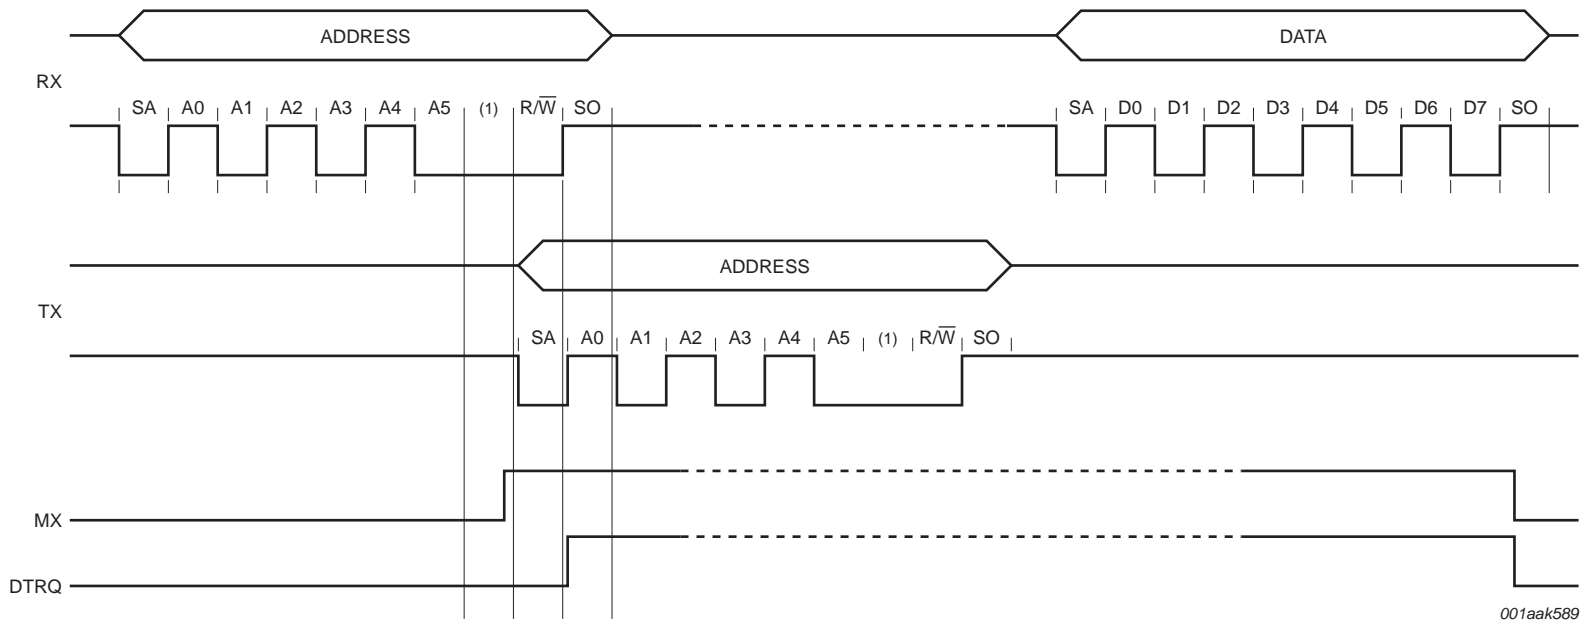 ADDRESS DATA
RX
SA A0 A1 A2 A3 A4 A5 (1) R/W̅ SO SA D0 D1 D2 D3 D4 D5 D6 D7 SO
ADDRESS
TX
SA A0 A1 A2 A3 A4 A5 (1) R/W̅ SO
MX
DTRQ
001aak589